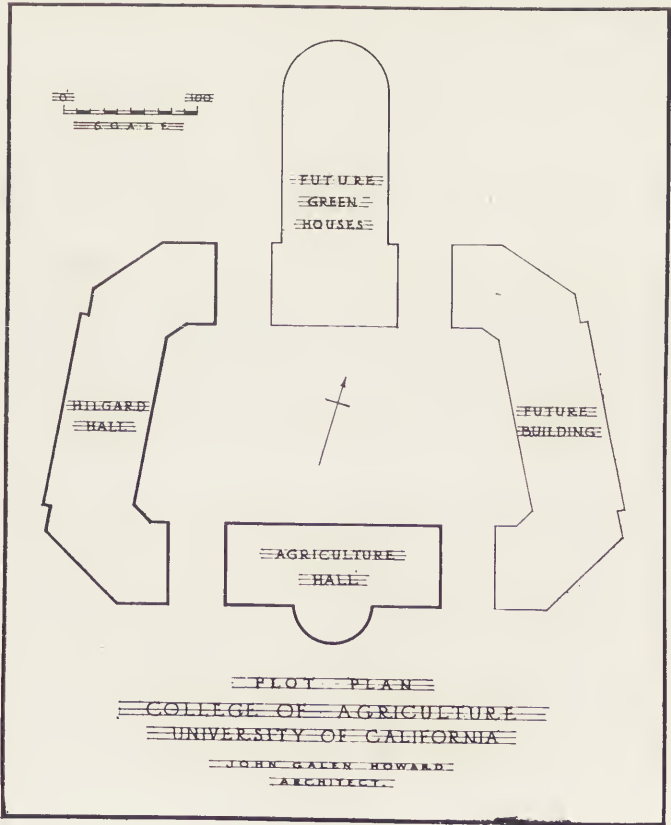 0' 100
SCALE
FUTURE
GREEN
HOUSES
HILGARD
HALL
FUTURE
BUILDING
AGRICULTURE
HALL
PLOT PLAN
COLLEGE OF AGRICULTURE
UNIVERSITY OF CALIFORNIA
JOHN GALEN HOWARD
ARCHITECT.